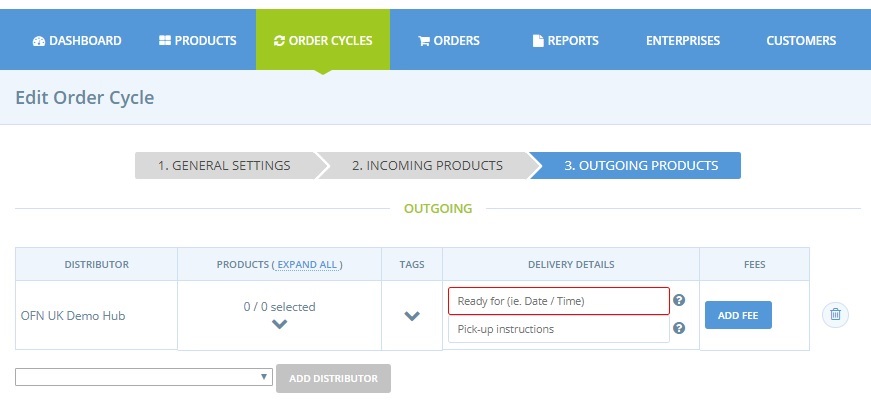 DASHBOARD PRODUCTS ORDER CYCLES ORDERS REPORTS ENTERPRISES CUSTOMERS
Edit Order Cycle
1. GENERAL SETTINGS 2. INCOMING PRODUCTS 3. OUTGOING PRODUCTS
OUTGOING
DISTRIBUTOR PRODUCTS ( EXPAND ALL ) TAGS DELIVERY DETAILS FEES
OFN UK Demo Hub
0 / 0 selected
Ready for (ie. Date / Time) ?
Pick-up instructions ?
ADD FEE
ADD DISTRIBUTOR